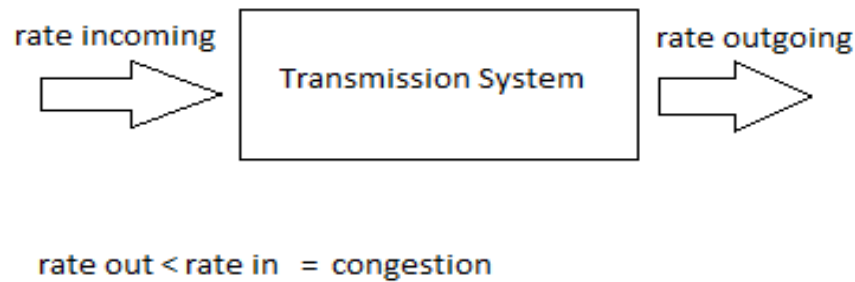 rate incoming
rate outgoing
Transmission System
rate out < rate in = congestion